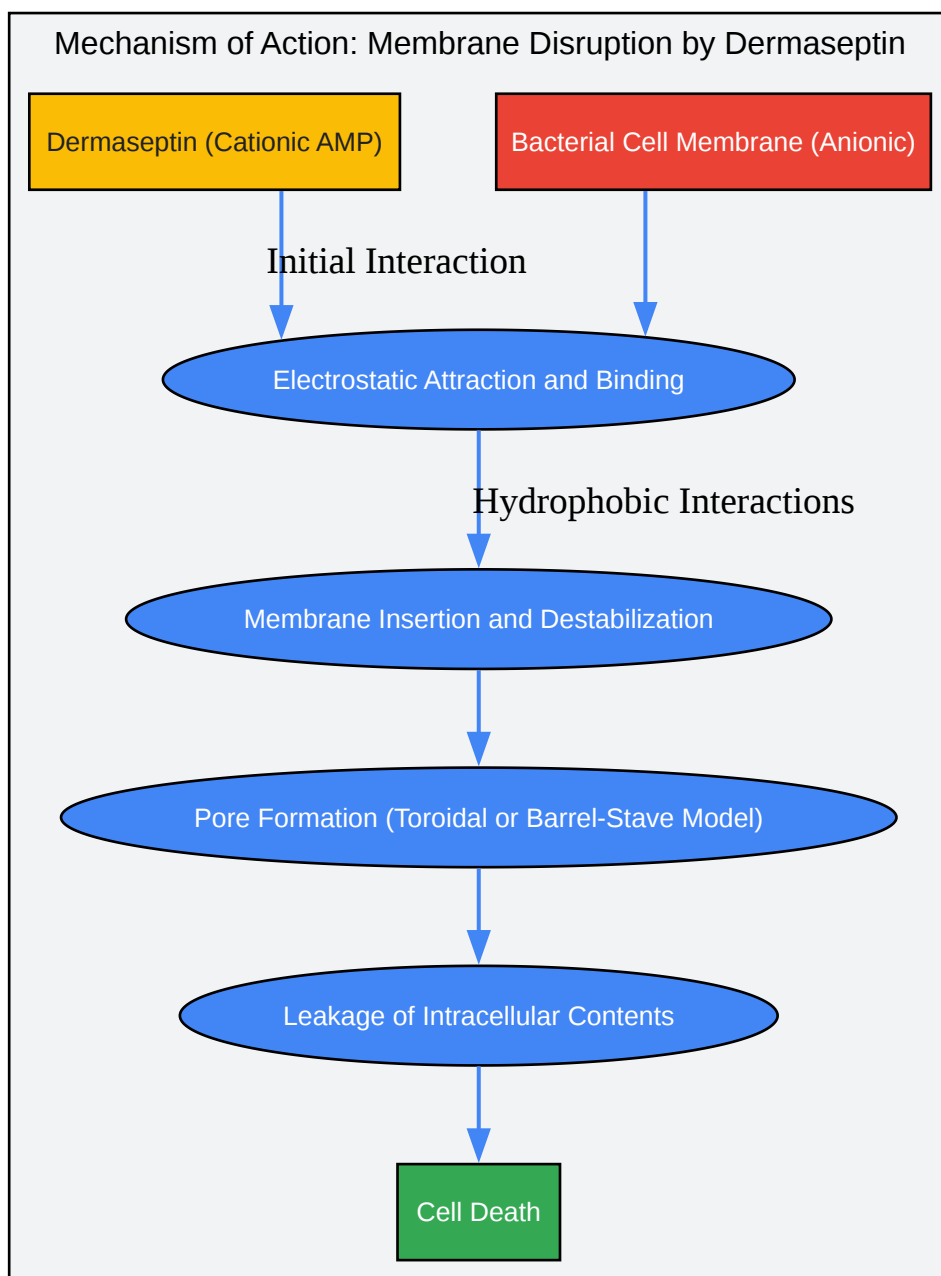 Mechanism of Action: Membrane Disruption by Dermaseptin
Dermaseptin (Cationic AMP)
Bacterial Cell Membrane (Anionic)
Initial Interaction
Electrostatic Attraction and Binding
Hydrophobic Interactions
Membrane Insertion and Destabilization
Pore Formation (Toroidal or Barrel-Stave Model)
Leakage of Intracellular Contents
Cell Death